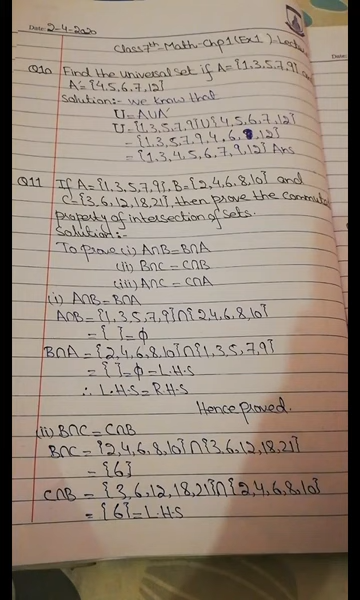 Date: 2-4-2020
Class 7th - Math - Chp 1 (Ex 1) - Lecture
Q10 Find the universal set if A = {1,3,5,7,9} and
A' = {4,5,6,7,12}
Solution:- We know that
U = A∪A'
U = {1,3,5,7,9}∪{4,5,6,7,12}
= {1,3,5,7,9,4,6,12}
= {1,3,4,5,6,7,9,12} Ans
Q11 If A = {1,3,5,7,9}, B = {2,4,6,8,10} and
C = {3,6,12,18,21}, then prove the commutative
property of intersection of sets.
Solution:-
To prove (i) A∩B = B∩A
(ii) B∩C = C∩B
(iii) A∩C = C∩A
(i) A∩B = B∩A
A∩B = {1,3,5,7,9}∩{2,4,6,8,10}
= { } = ɸ
B∩A = {2,4,6,8,10}∩{1,3,5,7,9}
= { } = ɸ = L.H.S
∴ L.H.S = R.H.S
Hence proved.
(ii) B∩C = C∩B
B∩C = {2,4,6,8,10}∩{3,6,12,18,21}
= {6}
C∩B = {3,6,12,18,21}∩{2,4,6,8,10}
= {6} = L.H.S